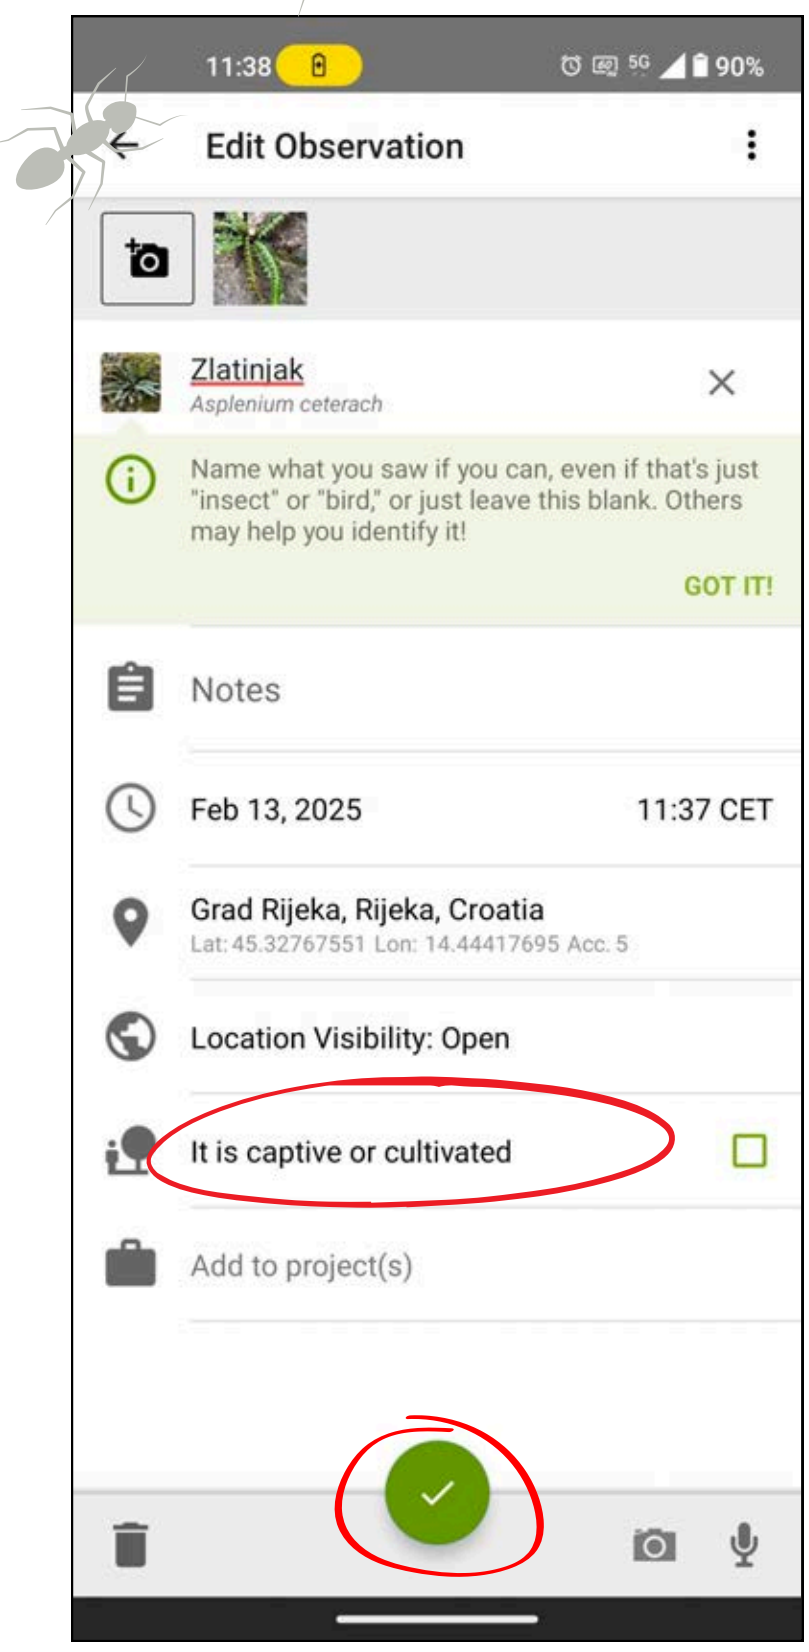 11:38 5G 90%
Edit Observation
Zlatinjak
Asplenium ceterach
Name what you saw if you can, even if that's just
"insect" or "bird," or just leave this blank. Others
may help you identify it!
GOT IT!
Notes
Feb 13, 2025 11:37 CET
Grad Rijeka, Rijeka, Croatia
Lat: 45.32767551 Lon: 14.44417695 Acc. 5
Location Visibility: Open
It is captive or cultivated
Add to project(s)